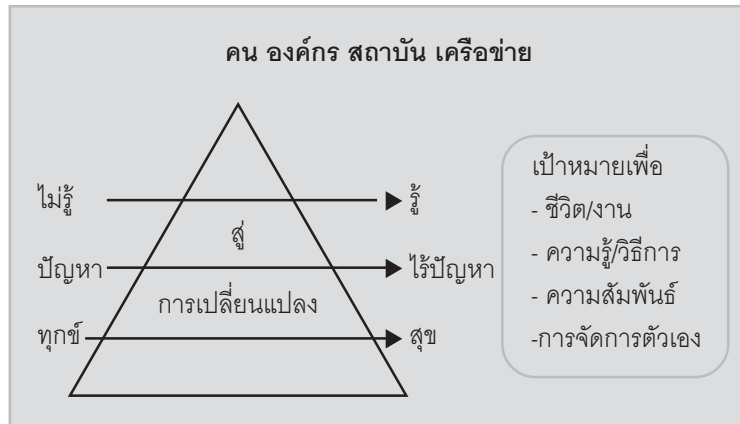 คน องค์กร สถาบัน เครือข่าย
ไม่รู้
รู้
สู่
ปัญหา
ไร้ปัญหา
การเปลี่ยนแปลง
ทุกข์
สุข
เป้าหมายเพื่อ
- ชีวิต/งาน
- ความรู้/วิธีการ
- ความสัมพันธ์
-การจัดการตัวเอง